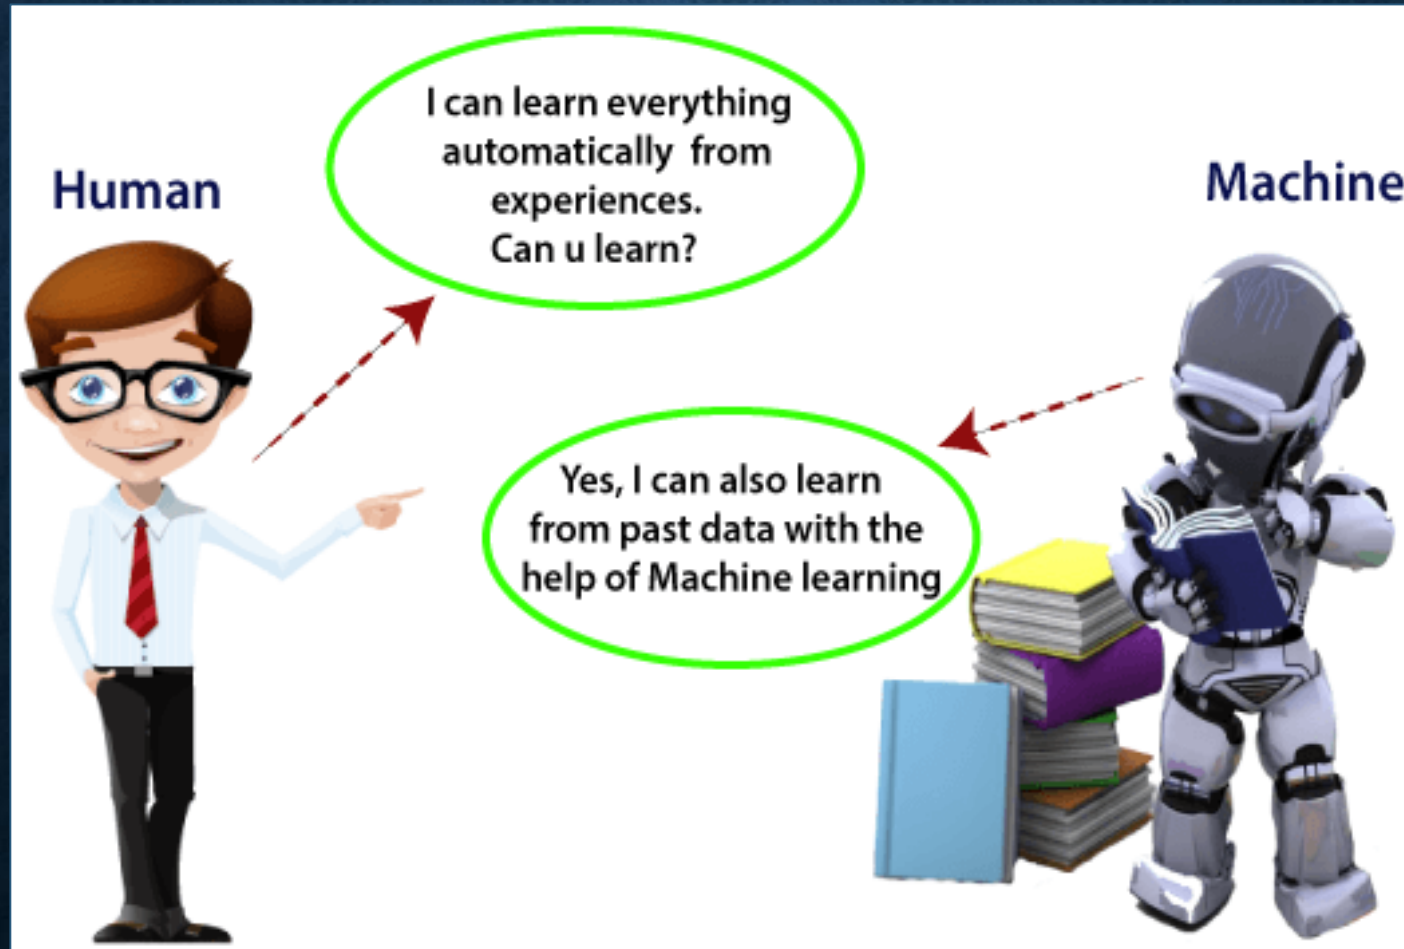 Human
I can learn everything
automatically from
experiences.
Can u learn?
Machine
Yes, I can also learn
from past data with the
help of Machine learning